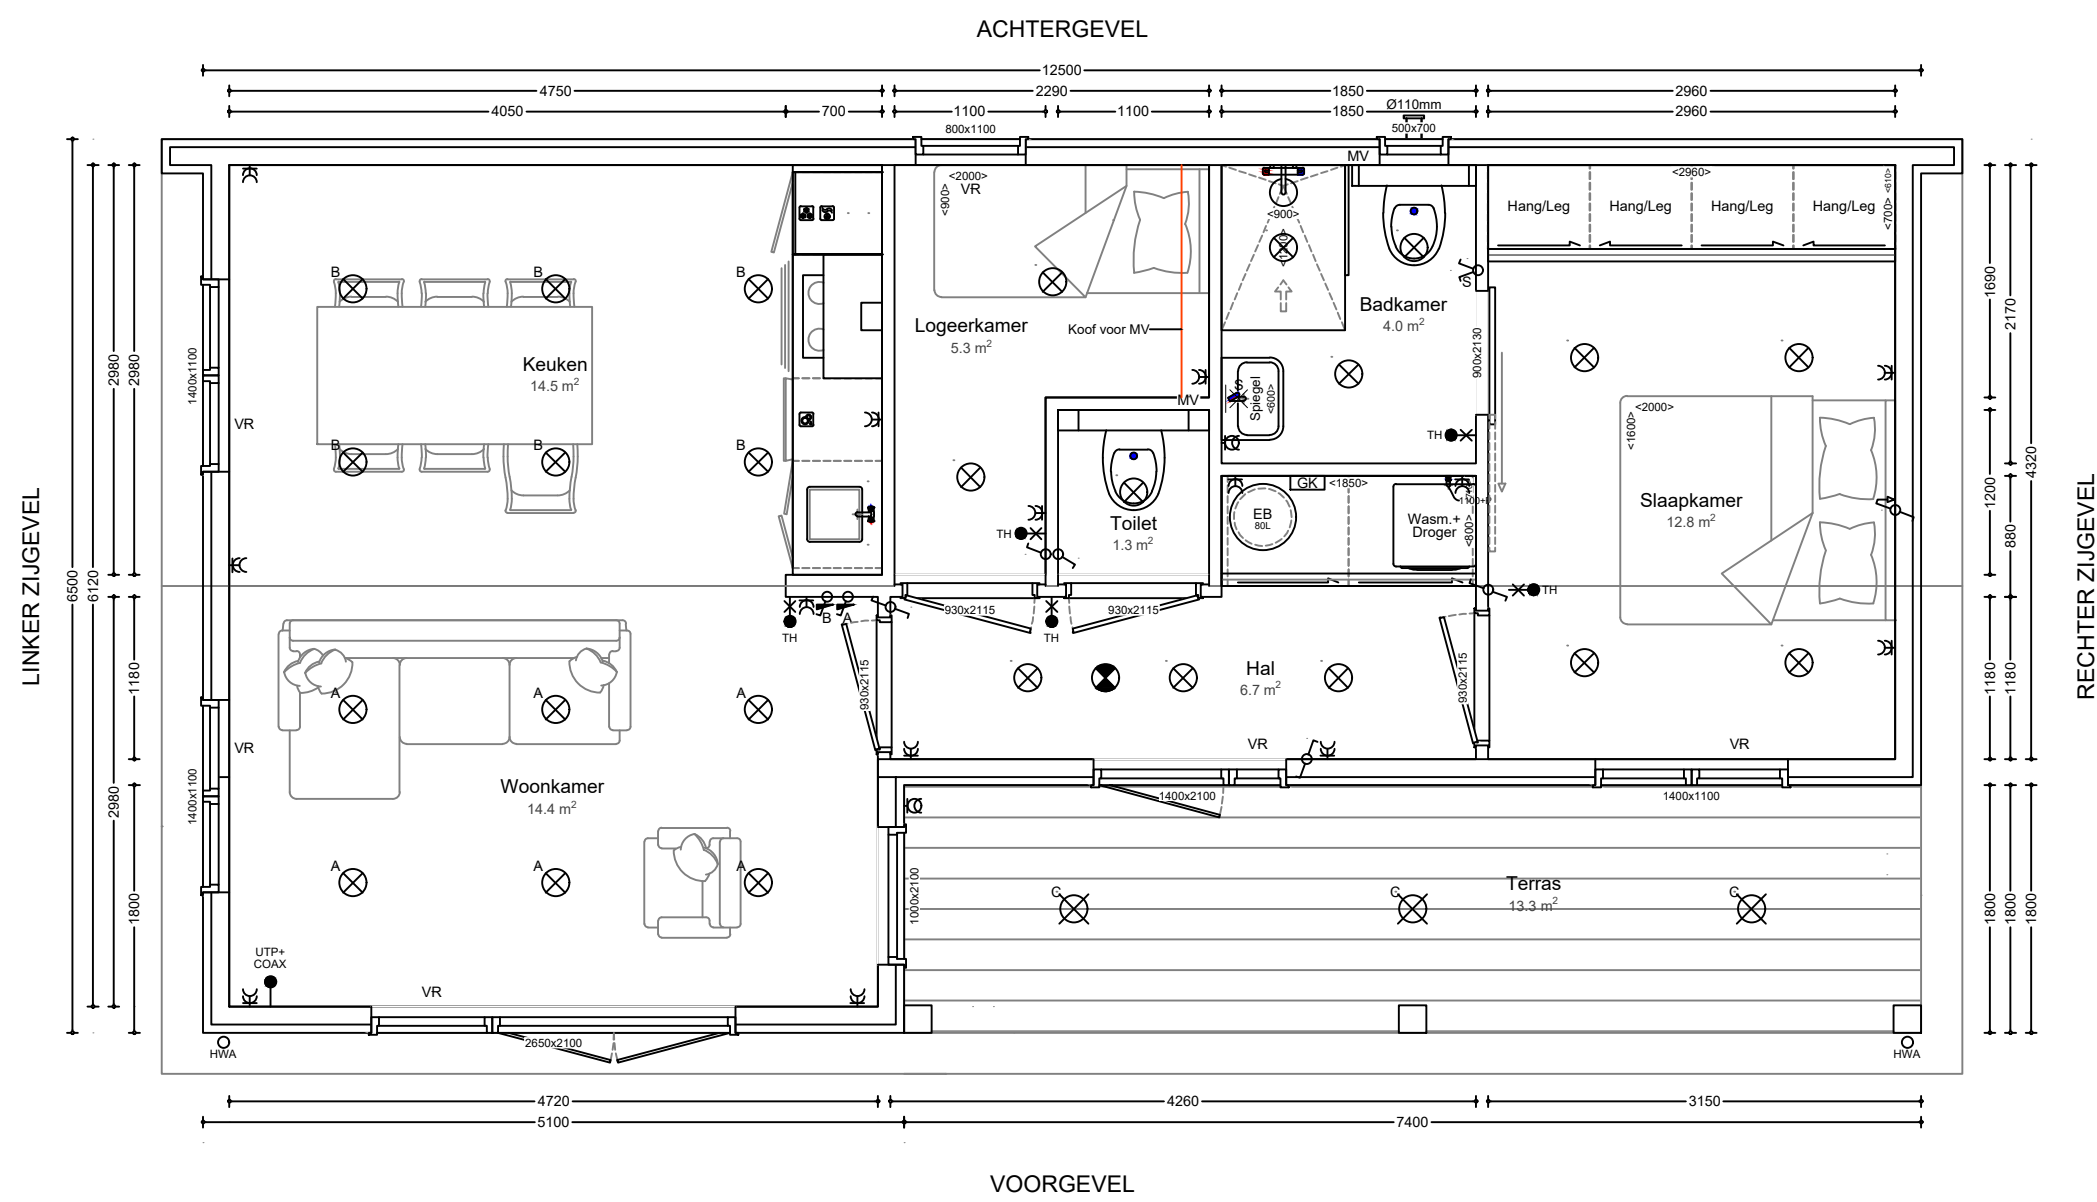 ACHTERGEVEL
12500
4750
2290
1850
2960
4050
700
1100
1100
1850
Ø110mm
2960
800x1100
500x700
MV
<2000>
VR
<900>
<2960>
<610>
<700>
Hang/Leg
Hang/Leg
Hang/Leg
Hang/Leg
<900>
B
B
B
S
Badkamer
4.0 m²
Logeerkamer
5.3 m²
Koof voor MV
Keuken
14.5 m²
1400x1100
900x2130
2980
2980
1690
2170
4320
VR
B
B
B
MV
S
Spiegel
<600>
<2000>
<1600>
TH
GK
<1850>
EB
80L
Wasm.+
Droger
<800>
Slaapkamer
12.8 m²
Toilet
1.3 m²
TH
1200
880
LINKER ZIJGEVEL
6500
6120
RECHTER ZIJGEVEL
TH
B
A
TH
TH
930x2115
930x2115
930x2115
930x2115
Hal
6.7 m²
1180
1180
1180
A
A
A
VR
VR
VR
Woonkamer
14.4 m²
1400x1100
2980
1400x2100
1400x1100
A
A
A
1000x2100
C
C
C
Terras
13.3 m²
1800
1800
1800
1800
UTP+
COAX
VR
HWA
2650x2100
HWA
4720
4260
3150
5100
7400
VOORGEVEL